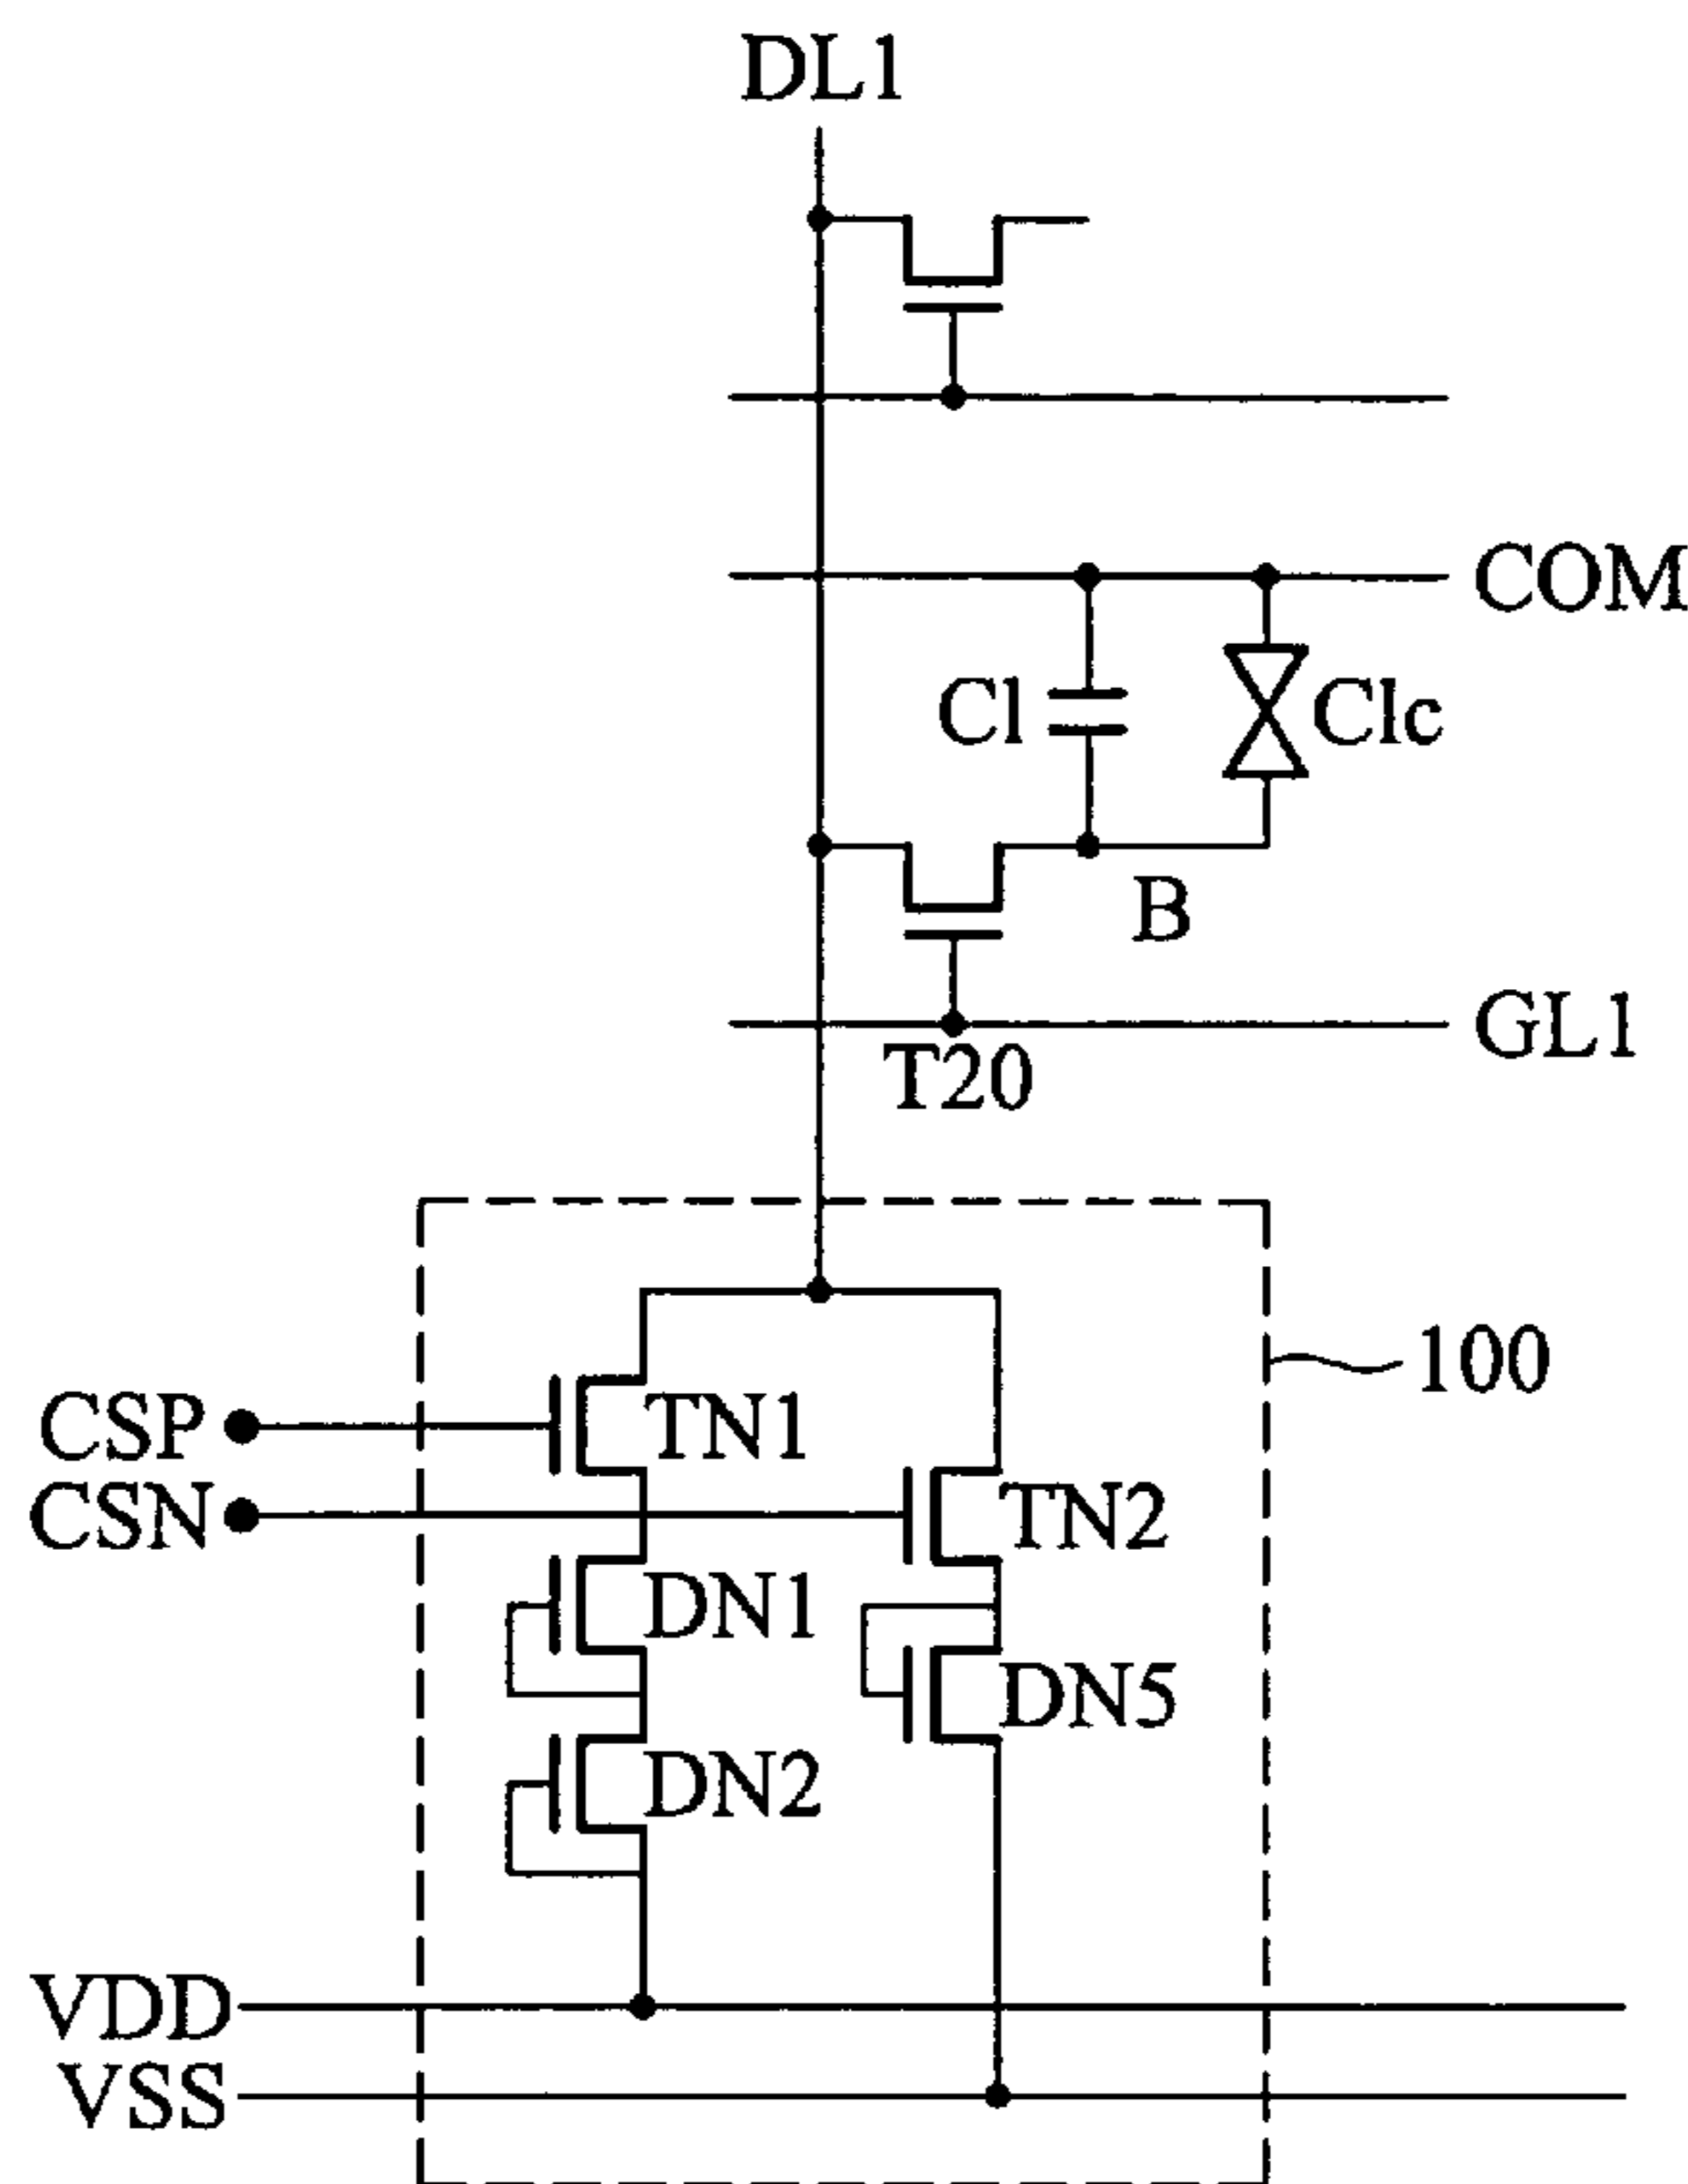 DL1
COM
Cl
Clc
B
GL1
T20
100
CSP
TN1
CSN
TN2
DN1
DN5
DN2
VDD
VSS